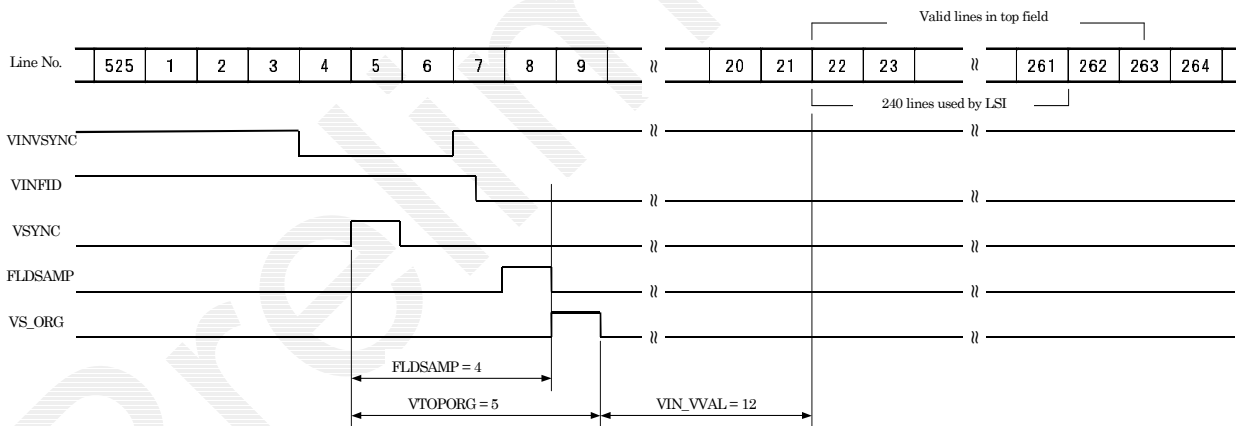 Valid lines in top field
Line No. 525 1 2 3 4 5 6 7 8 9 ≈ 20 21 22 23 ≈ 261 262 263 264
240 lines used by LSI
VINVSYNC
VINFID
VSYNC
FLDSAMP
VS_ORG
FLDSAMP = 4
VTOPORG = 5 VIN_VVAL = 12
Prelim